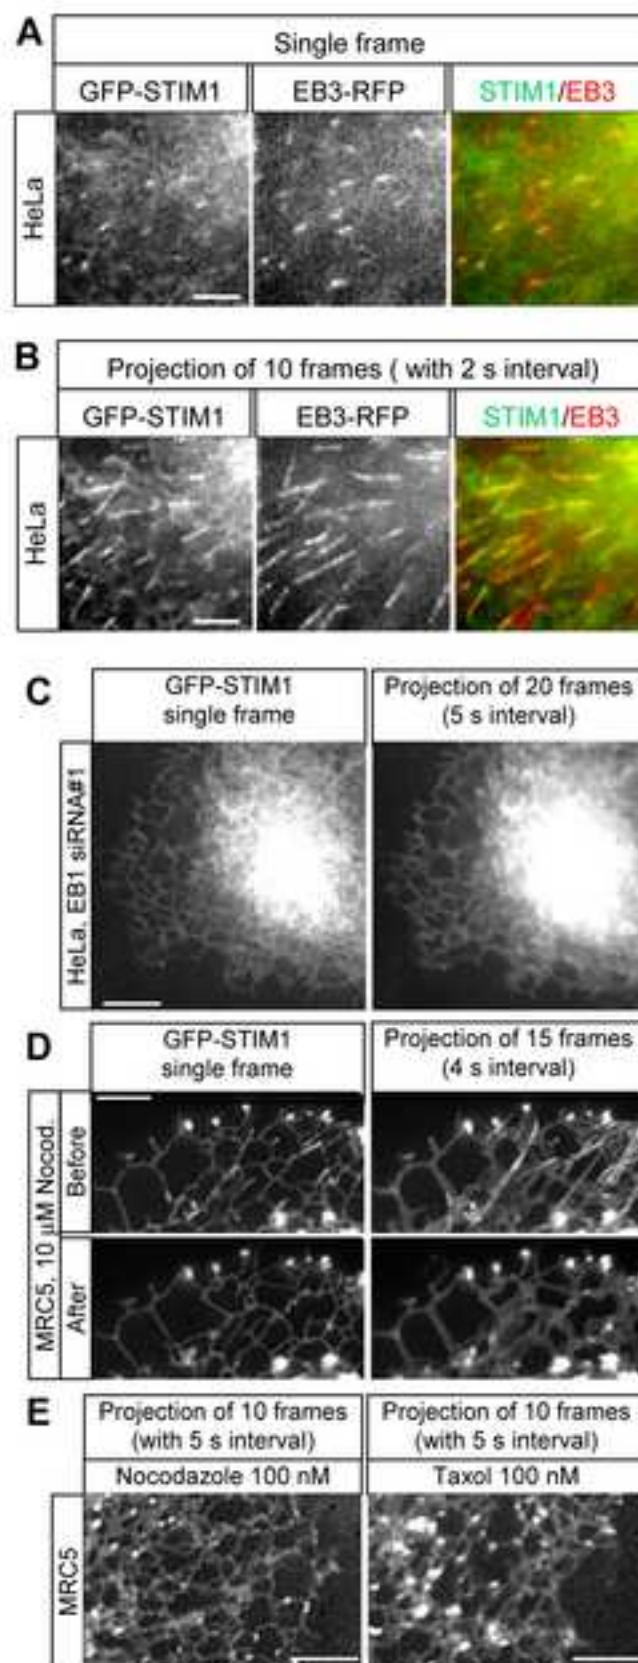 A
Single frame
GFP-STIM1 EB3-RFP STIM1/EB3
HeLa
B
Projection of 10 frames ( with 2 s interval)
GFP-STIM1 EB3-RFP STIM1/EB3
HeLa
C
GFP-STIM1
single frame
Projection of 20 frames
(5 s interval)
HeLa, EB1 siRNA#1
D
GFP-STIM1
single frame
Projection of 15 frames
(4 s interval)
MRC5, 10 µM Nocod.
Before
After
E
Projection of 10 frames
(with 5 s interval)
Projection of 10 frames
(with 5 s interval)
Nocodazole 100 nM
Taxol 100 nM
MRC5